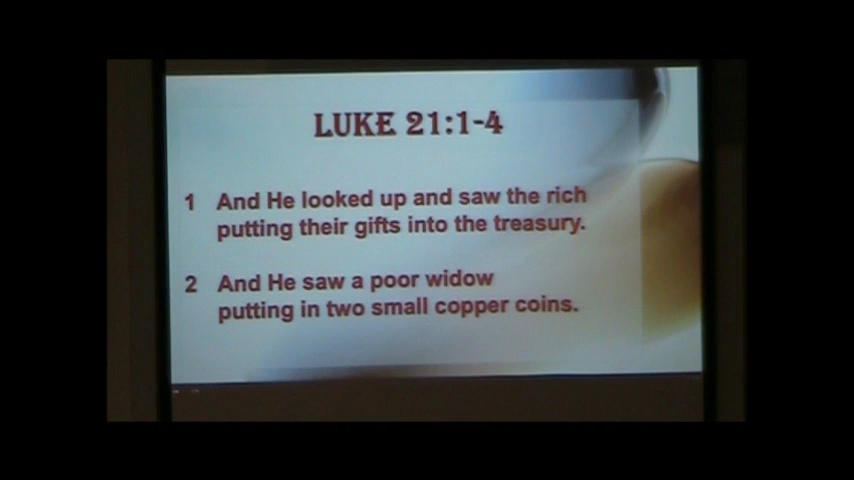 LUKE 21:1-4
1 And He looked up and saw the rich
putting their gifts into the treasury.
2 And He saw a poor widow
putting in two small copper coins.